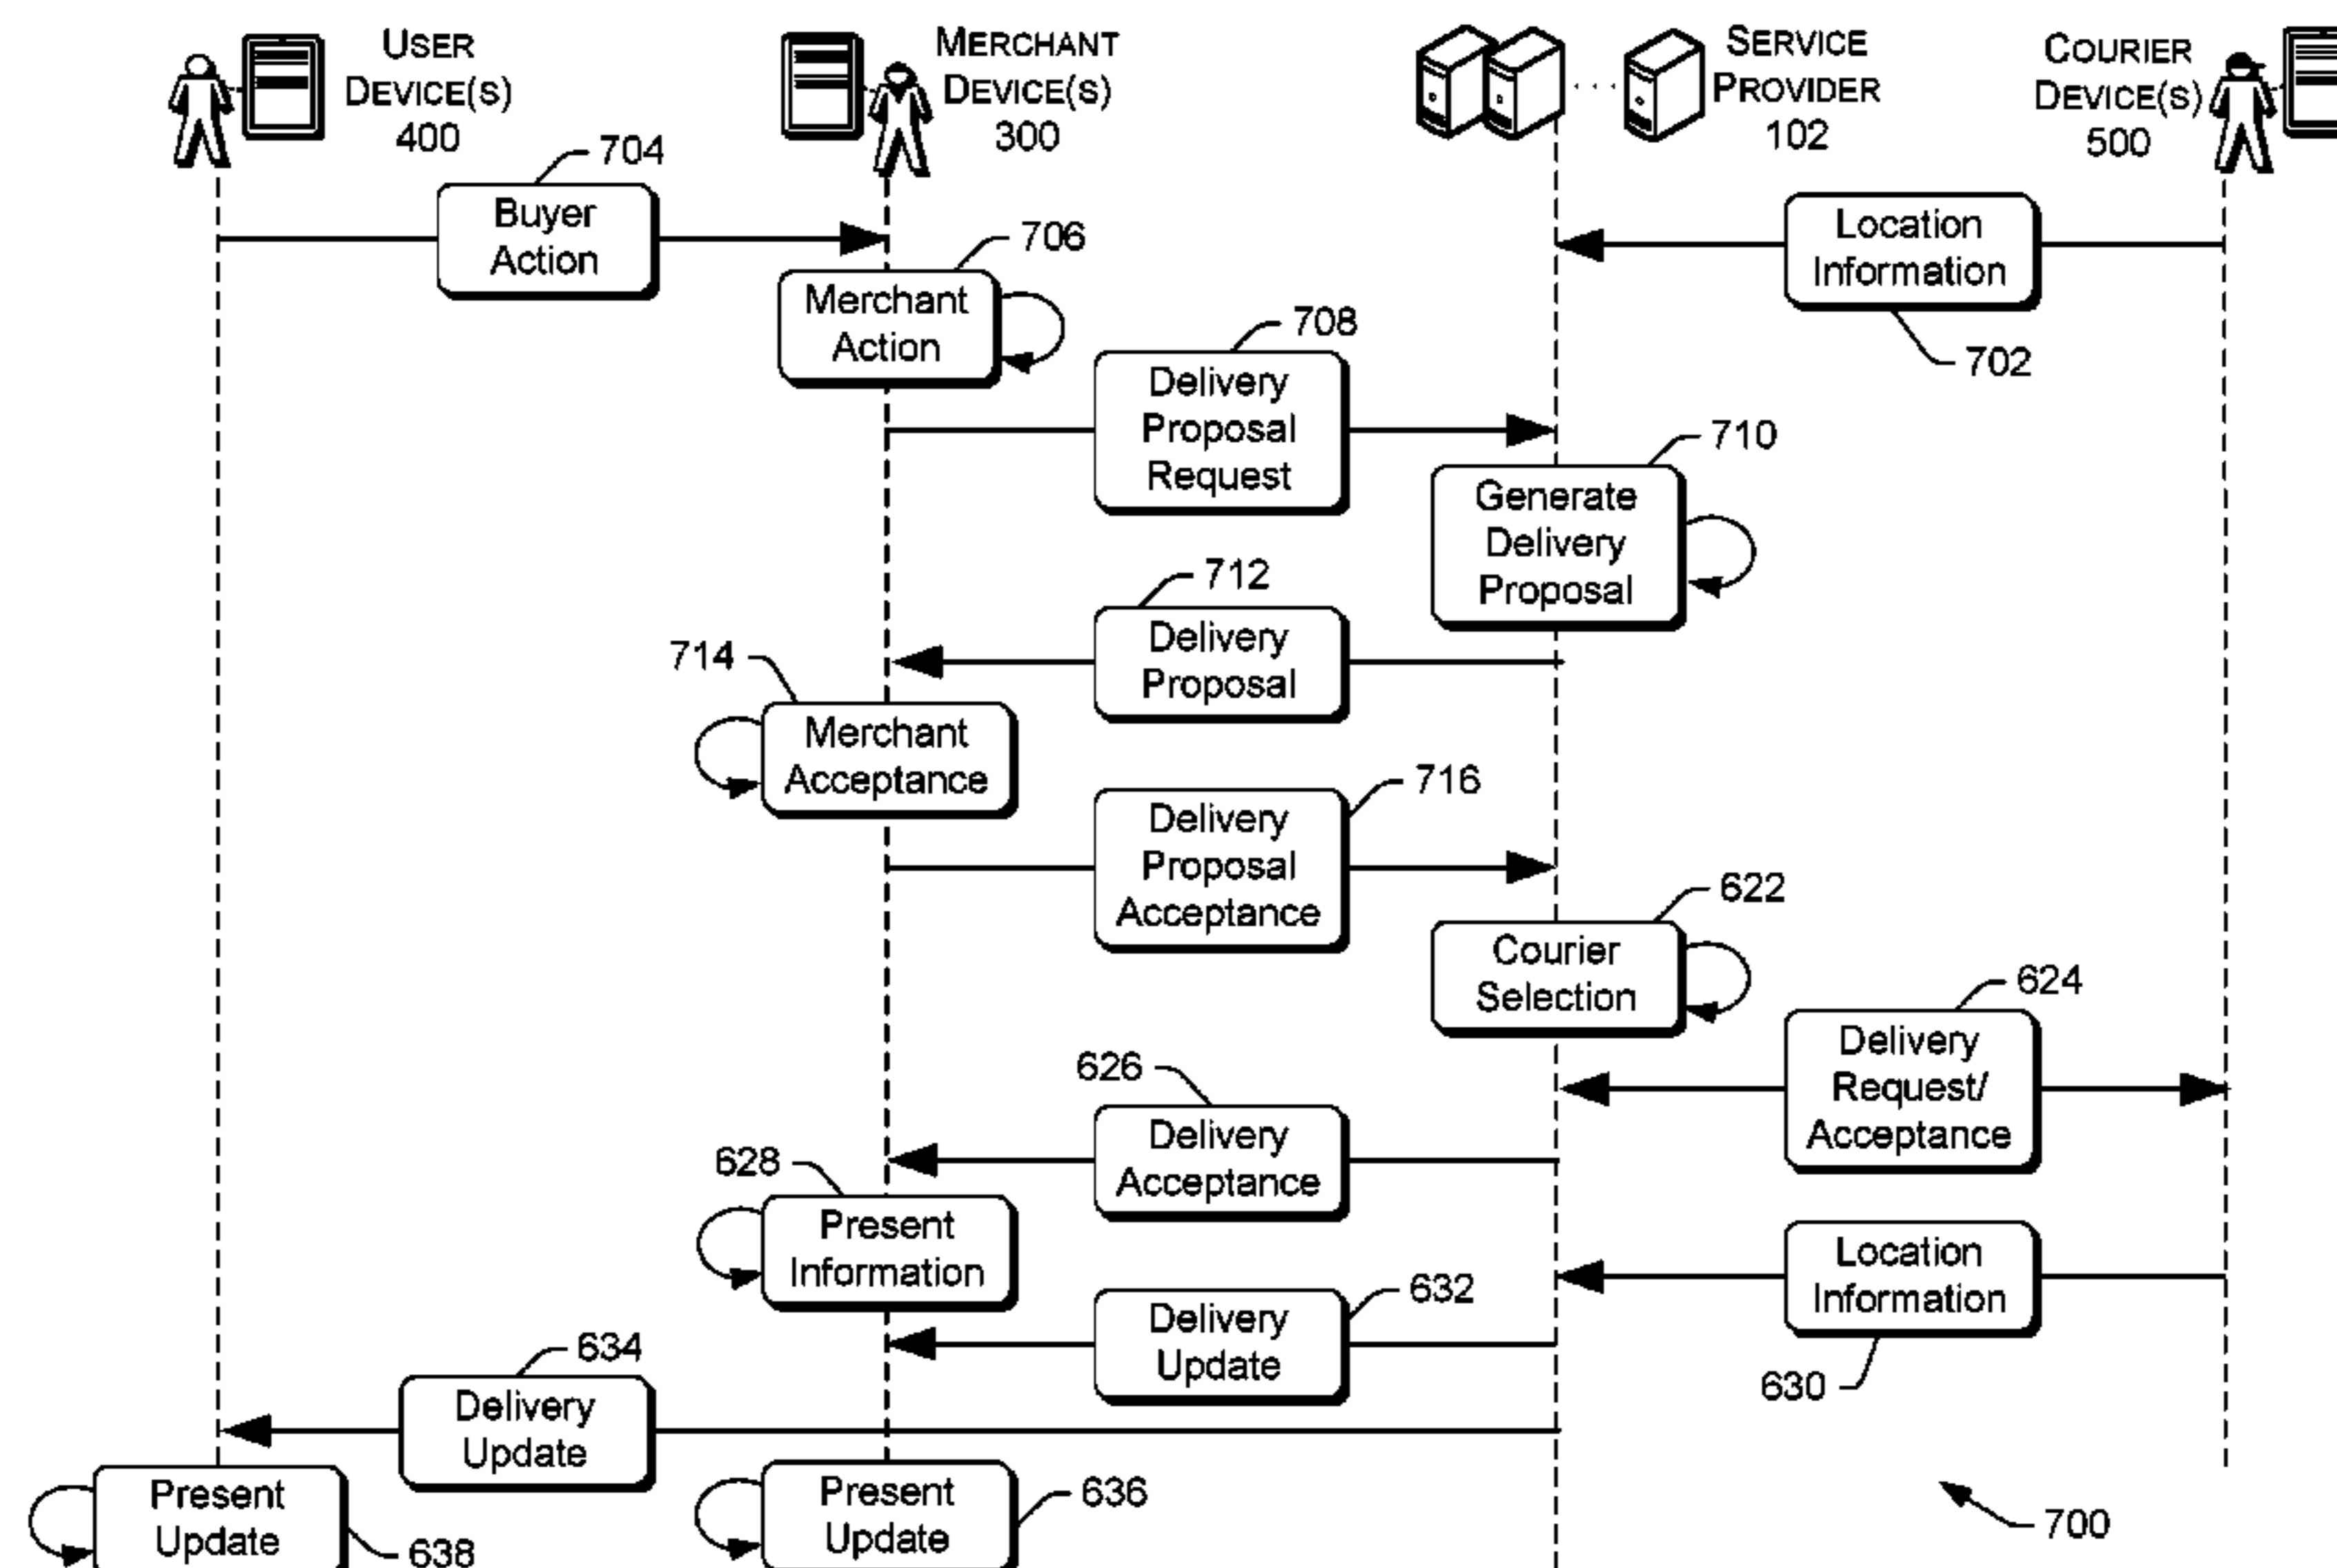 USER
DEVICE(S)
400
MERCHANT
DEVICE(S)
300
SERVICE
PROVIDER
102
COURIER
DEVICE(S)
500
704
Buyer
Action
Location
Information
702
706
Merchant
Action
708
Delivery
Proposal
Request
710
Generate
Delivery
Proposal
712
Delivery
Proposal
714
Merchant
Acceptance
716
Delivery
Proposal
Acceptance
622
Courier
Selection
624
Delivery
Request/
Acceptance
626
Delivery
Acceptance
628
Present
Information
Location
Information
630
632
Delivery
Update
634
Delivery
Update
Present
Update
636
Present
Update
638
700